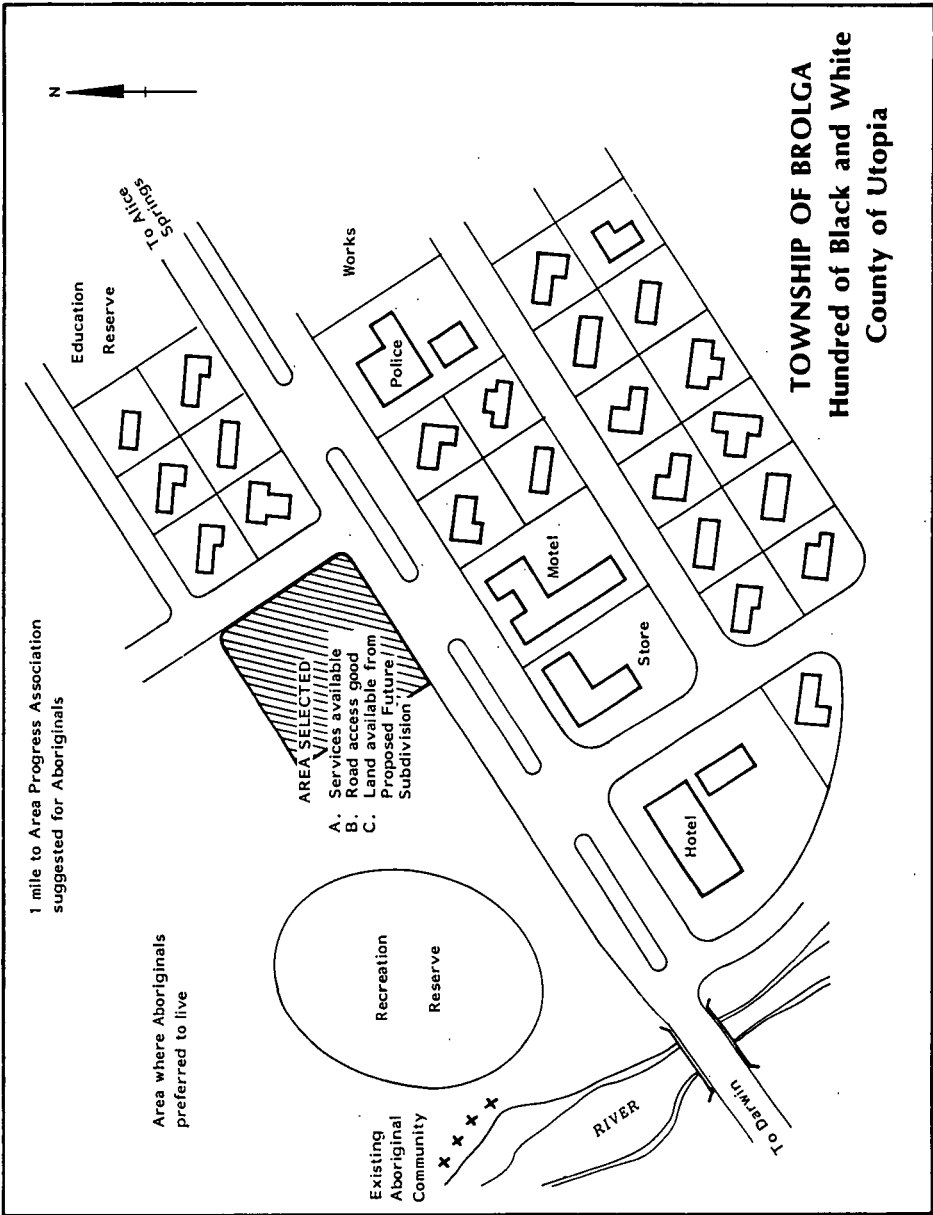 1 mile to Area Progress Association
suggested for Aboriginals
Area where Aboriginals
preferred to live
Existing
Aboriginal
Community
x x x x
Recreation
Reserve
RIVER
To Darwin
AREA SELECTED
A. Services available
B. Road access good
C. Land available from
Proposed Future
Subdivision
Education
Reserve
To Alice
Springs
N
Works
Police
Motel
Store
Hotel
TOWNSHIP OF BROLGA
Hundred of Black and White
County of Utopia